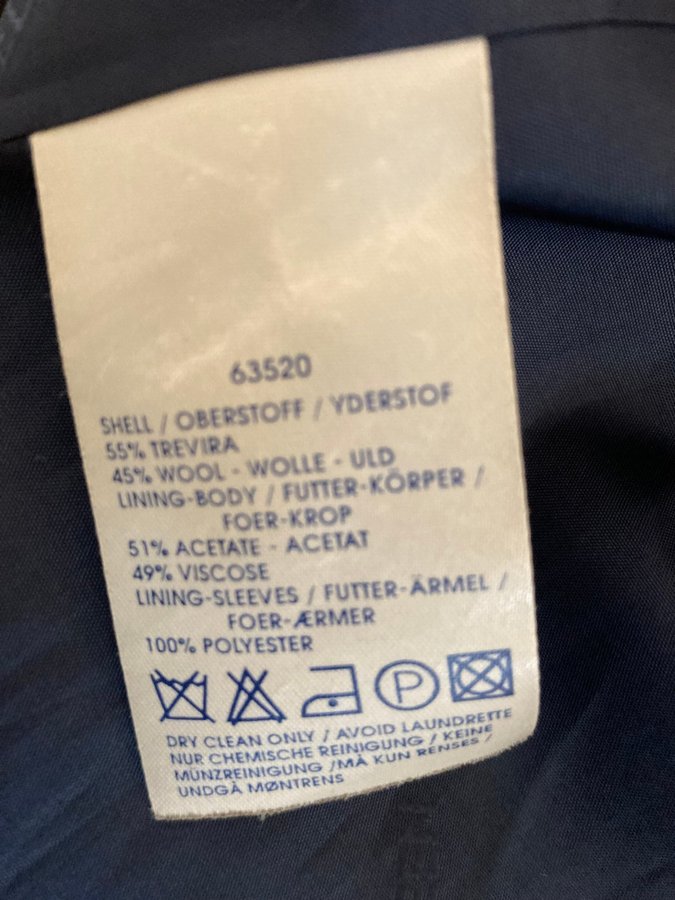 63520
SHELL / OBERSTOFF / YDERSTOF
55% TREVIRA
45% WOOL - WOLLE - ULD
LINING-BODY / FUTTER-KÖRPER /
FOER-KROP
51% ACETATE - ACETAT
49% VISCOSE
LINING-SLEEVES / FUTTER-ÄRMEL /
FOER-ÆRMER
100% POLYESTER
P
DRY CLEAN ONLY / AVOID LAUNDRETTE
NUR CHEMISCHE REINIGUNG / KEINE
MÜNZREINIGUNG /MÅ KUN RENSES /
UNDGÅ MØNTRENS